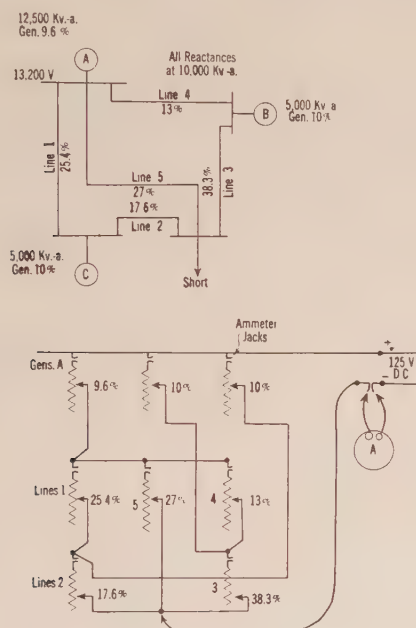 12,500 Kv.-a.
Gen. 9.6 %
A
All Reactances
at 10,000 Kv.-a.
13.200 V
Line 4
13%
B
5,000 Kv a
Gen. 10%
Line 1
25.4%
Line 5
27%
38.3%
Line 3
17.6%
Line 2
5,000 Kv.-a.
Gen. 10%
C
Short
Ammeter
Jacks
+
125 V
– D C
A
Gens. A
9.6%
10%
10%
Lines 1
25.4%
5
27%
4
13%
Lines 2
17.6%
3
38.3%